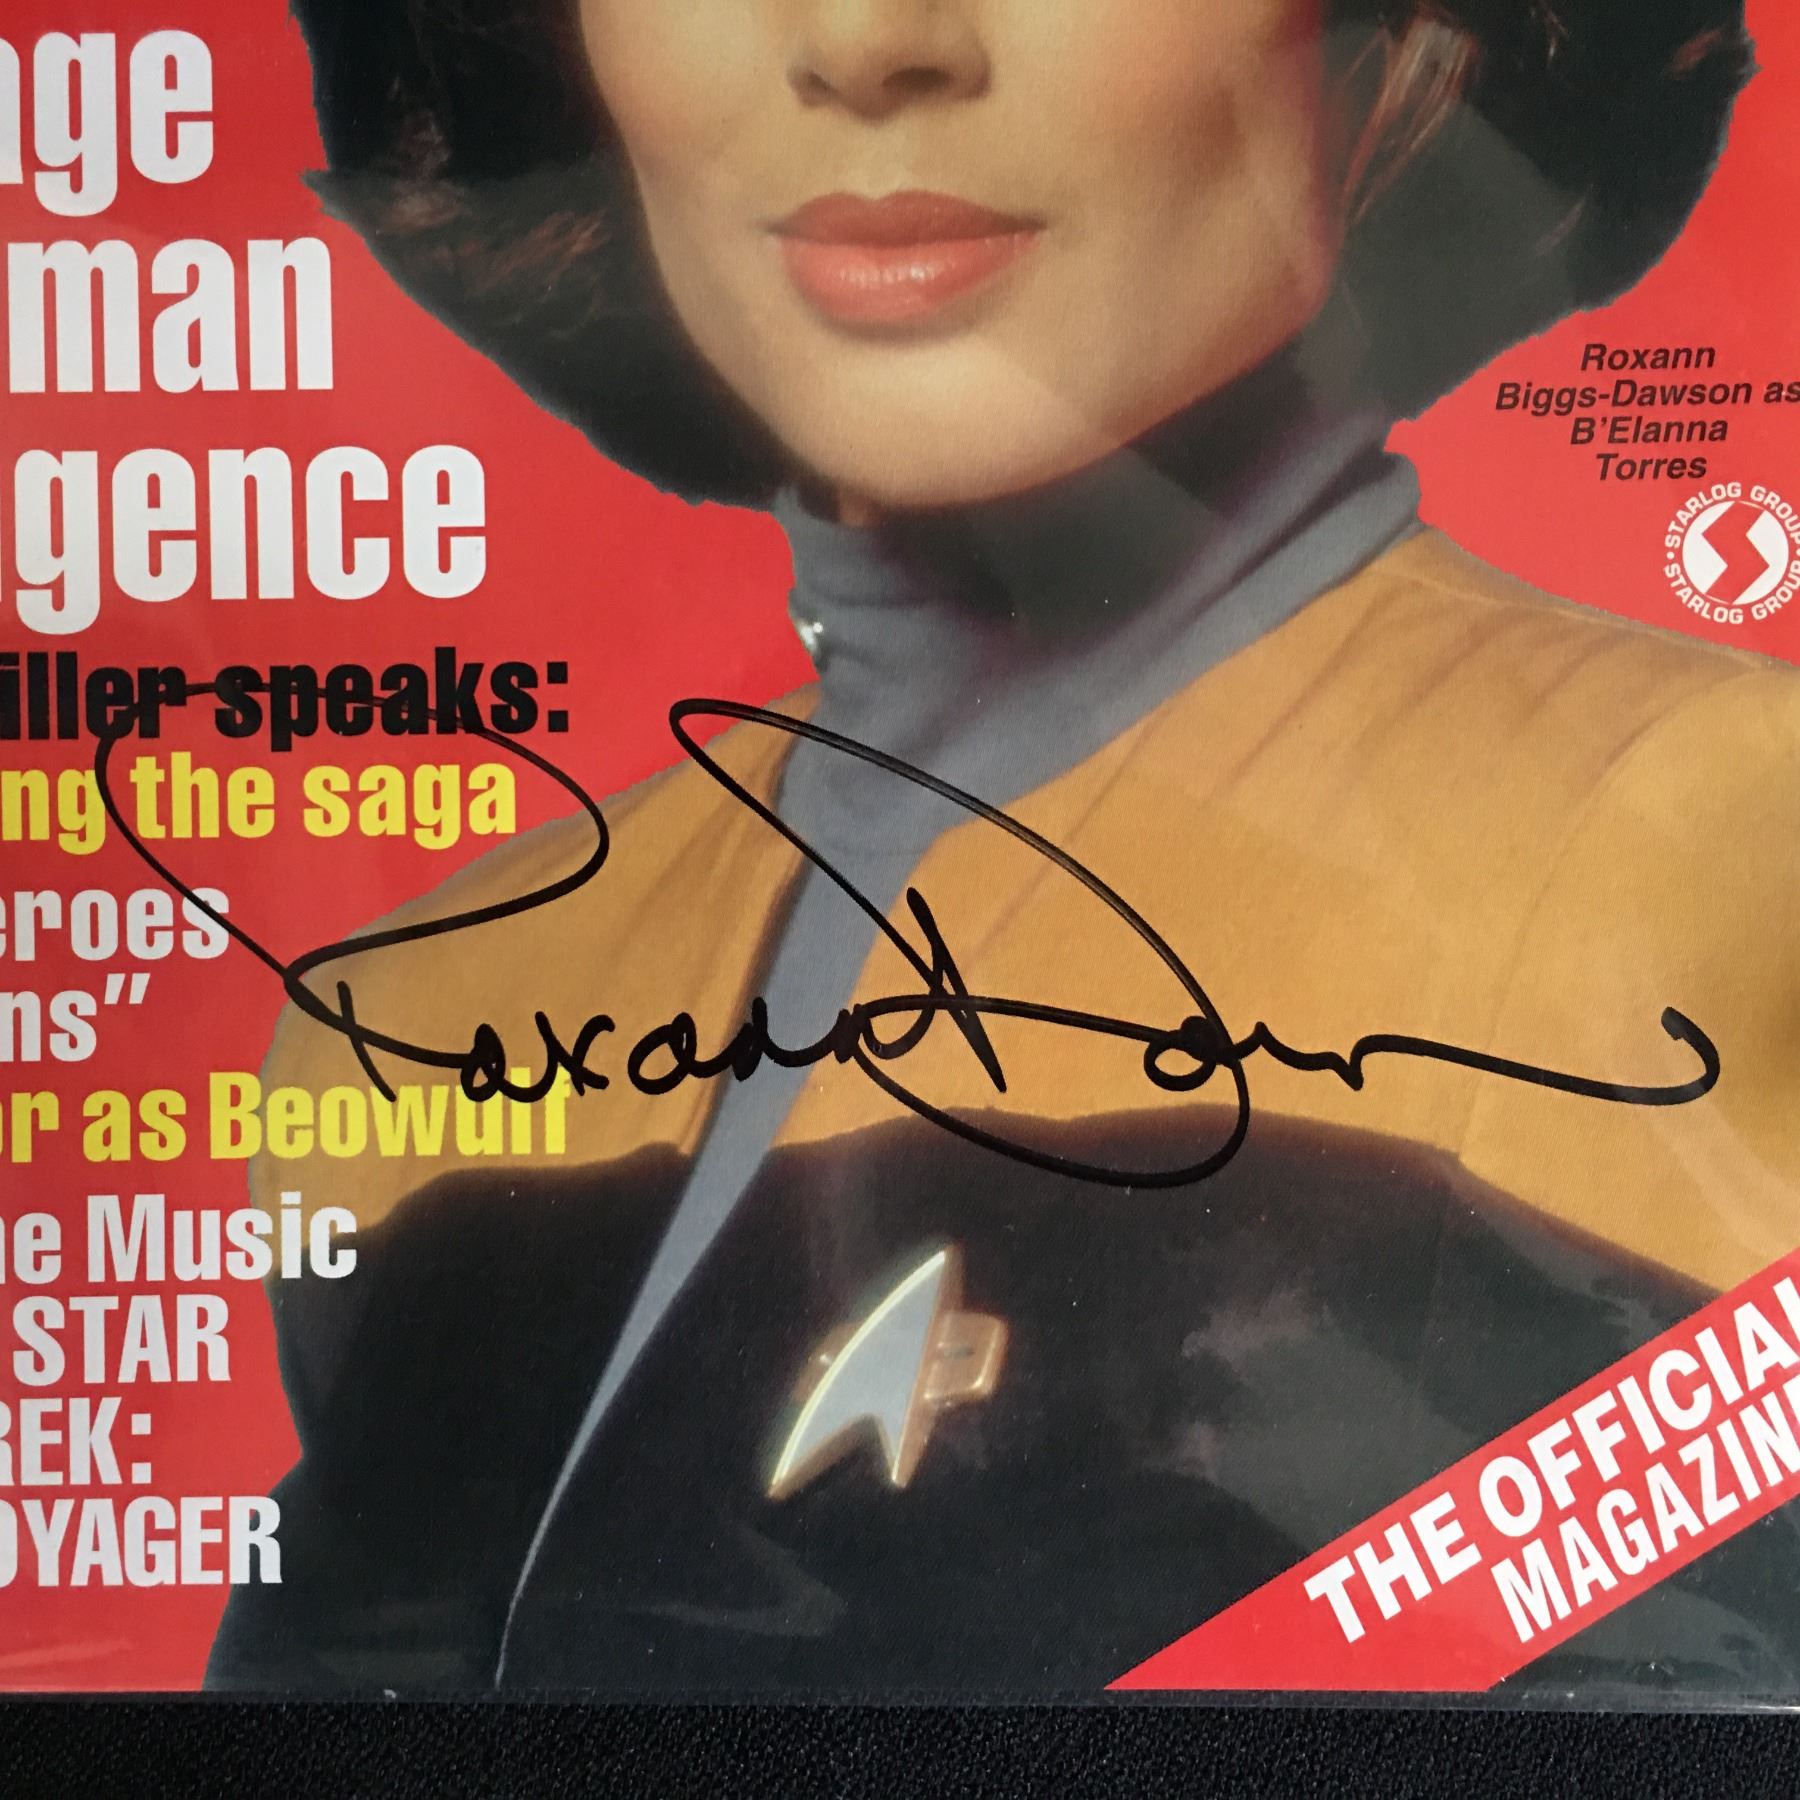 age
man
gence
iller speaks:
ng the saga
eroes
ns"
or as Beowulf
he Music
STAR
REK:
OYAGER
Roxann
Biggs-Dawson as
B'Elanna
Torres
STARLOG GROUP • STARLOG GROUP •
Roxann Dawson
THE OFFICIAL
MAGAZINE